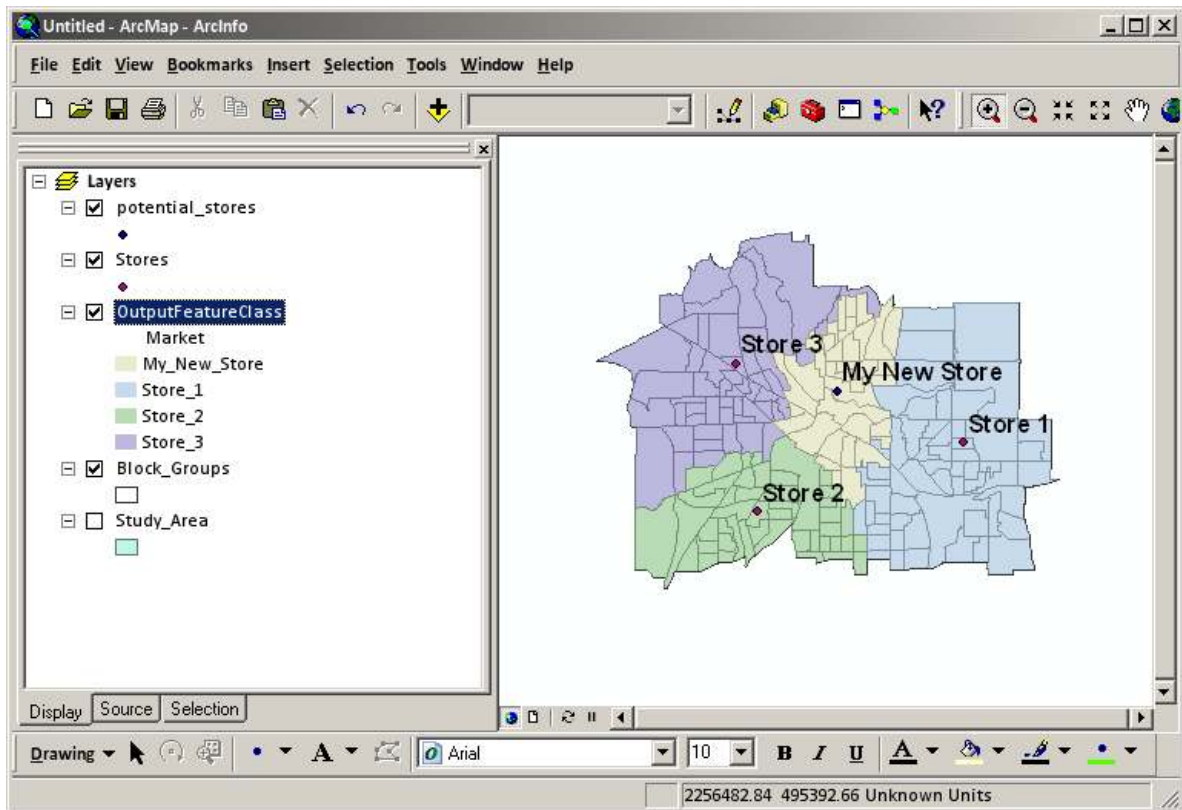 Untitled - ArcMap - ArcInfo
File Edit View Bookmarks Insert Selection Tools Window Help
Layers
potential_stores
Stores
OutputFeatureClass
Market
My_New_Store
Store_1
Store_2
Store_3
Block_Groups
Study_Area
Store 3
My New Store
Store 1
Store 2
Display Source Selection
Drawing A Arial 10 B I U A
2256482.84 495392.66 Unknown Units